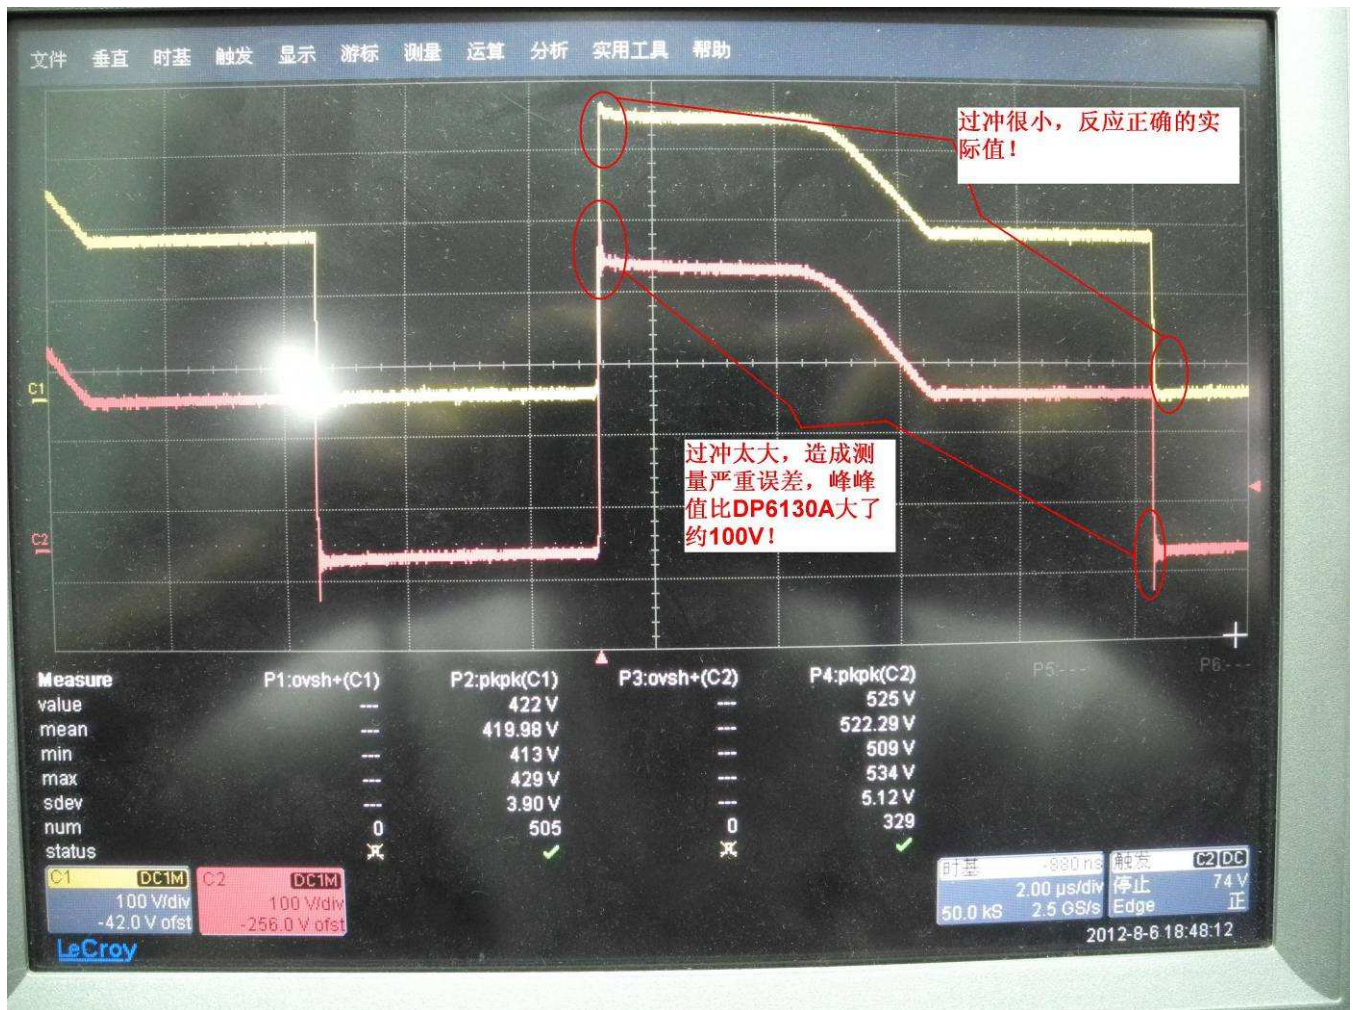 文件 垂直 时基 触发 显示 游标 测量 运算 分析 实用工具 帮助
过冲很小，反应正确的实
际值！
C1
过冲太大，造成测
量严重误差，峰峰
值比DP6130A大了
约100V！
C2
Measure P1:ovsh+(C1) P2:pkpk(C1) P3:ovsh+(C2) P4:pkpk(C2) P5:--- P6:---
value --- 422 V --- 525 V
mean --- 419.98 V --- 522.29 V
min --- 413 V --- 509 V
max --- 429 V --- 534 V
sdev --- 3.90 V --- 5.12 V
num 0 505 0 329
status
C1 DC1M
100 V/div
-42.0 V ofst
C2 DC1M
100 V/div
-256.0 V ofst
时基 -880 ns
2.00 µs/div
50.0 kS 2.5 GS/s
触发 C2 DC
停止 74 V
Edge 正
LeCroy
2012-8-6 18:48:12